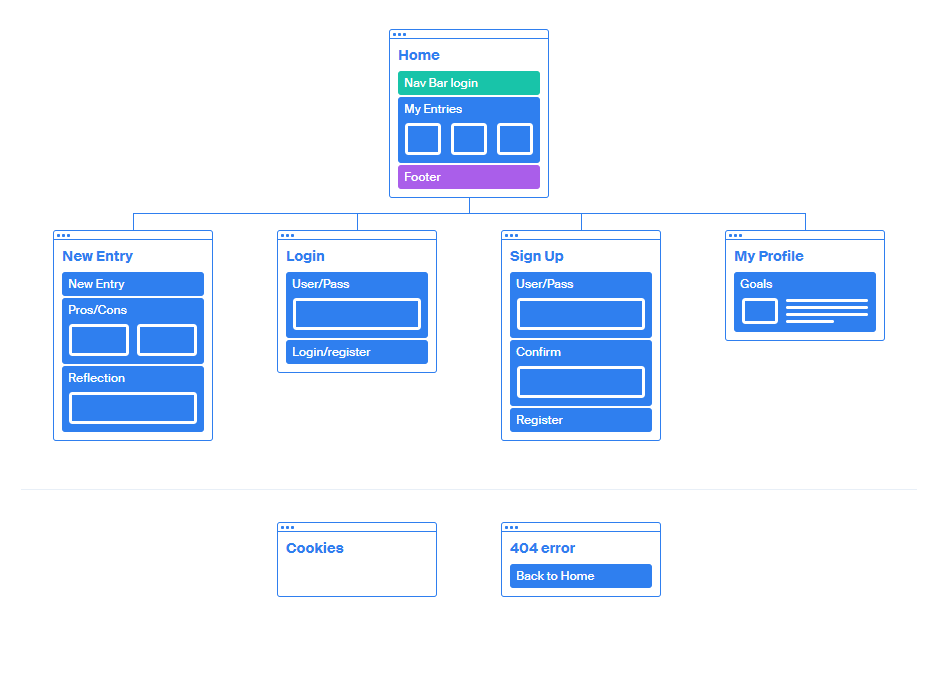 Home
Nav Bar login
My Entries
Footer
New Entry
New Entry
Pros/Cons
Reflection
Login
User/Pass
Login/register
Sign Up
User/Pass
Confirm
Register
My Profile
Goals
Cookies
404 error
Back to Home